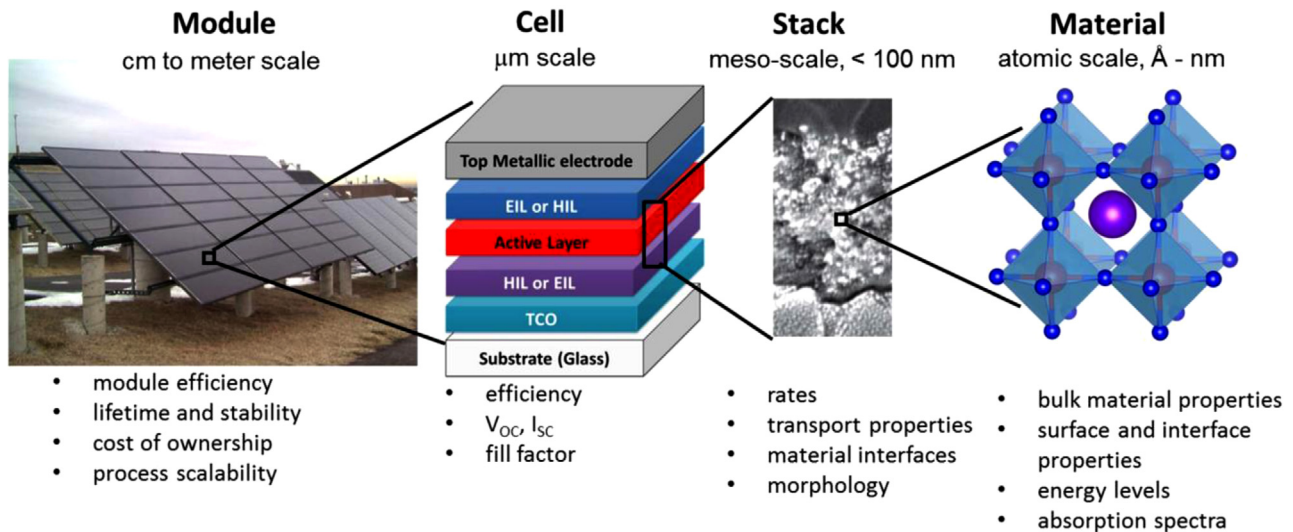 Module
cm to meter scale
Cell
μm scale
Stack
meso-scale, < 100 nm
Material
atomic scale, Å - nm
Top Metallic electrode
EIL or HIL
Active Layer
HIL or EIL
TCO
Substrate (Glass)
• module efficiency
• lifetime and stability
• cost of ownership
• process scalability
• efficiency
• V_OC, I_SC
• fill factor
• rates
• transport properties
• material interfaces
• morphology
• bulk material properties
• surface and interface
properties
• energy levels
• absorption spectra